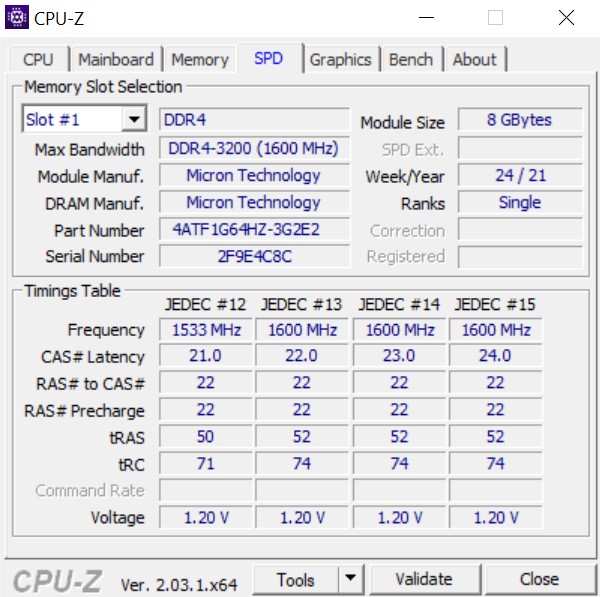 CPU-Z
CPU Mainboard Memory SPD Graphics Bench About
Memory Slot Selection
Slot #1 DDR4 Module Size 8 GBytes
Max Bandwidth DDR4-3200 (1600 MHz) SPD Ext.
Module Manuf. Micron Technology Week/Year 24 / 21
DRAM Manuf. Micron Technology Ranks Single
Part Number 4ATF1G64HZ-3G2E2 Correction
Serial Number 2F9E4C8C Registered
Timings Table
JEDEC #12 JEDEC #13 JEDEC #14 JEDEC #15
Frequency 1533 MHz 1600 MHz 1600 MHz 1600 MHz
CAS# Latency 21.0 22.0 23.0 24.0
RAS# to CAS# 22 22 22 22
RAS# Precharge 22 22 22 22
tRAS 50 52 52 52
tRC 71 74 74 74
Command Rate
Voltage 1.20 V 1.20 V 1.20 V 1.20 V
CPU-Z Ver. 2.03.1.x64 Tools Validate Close